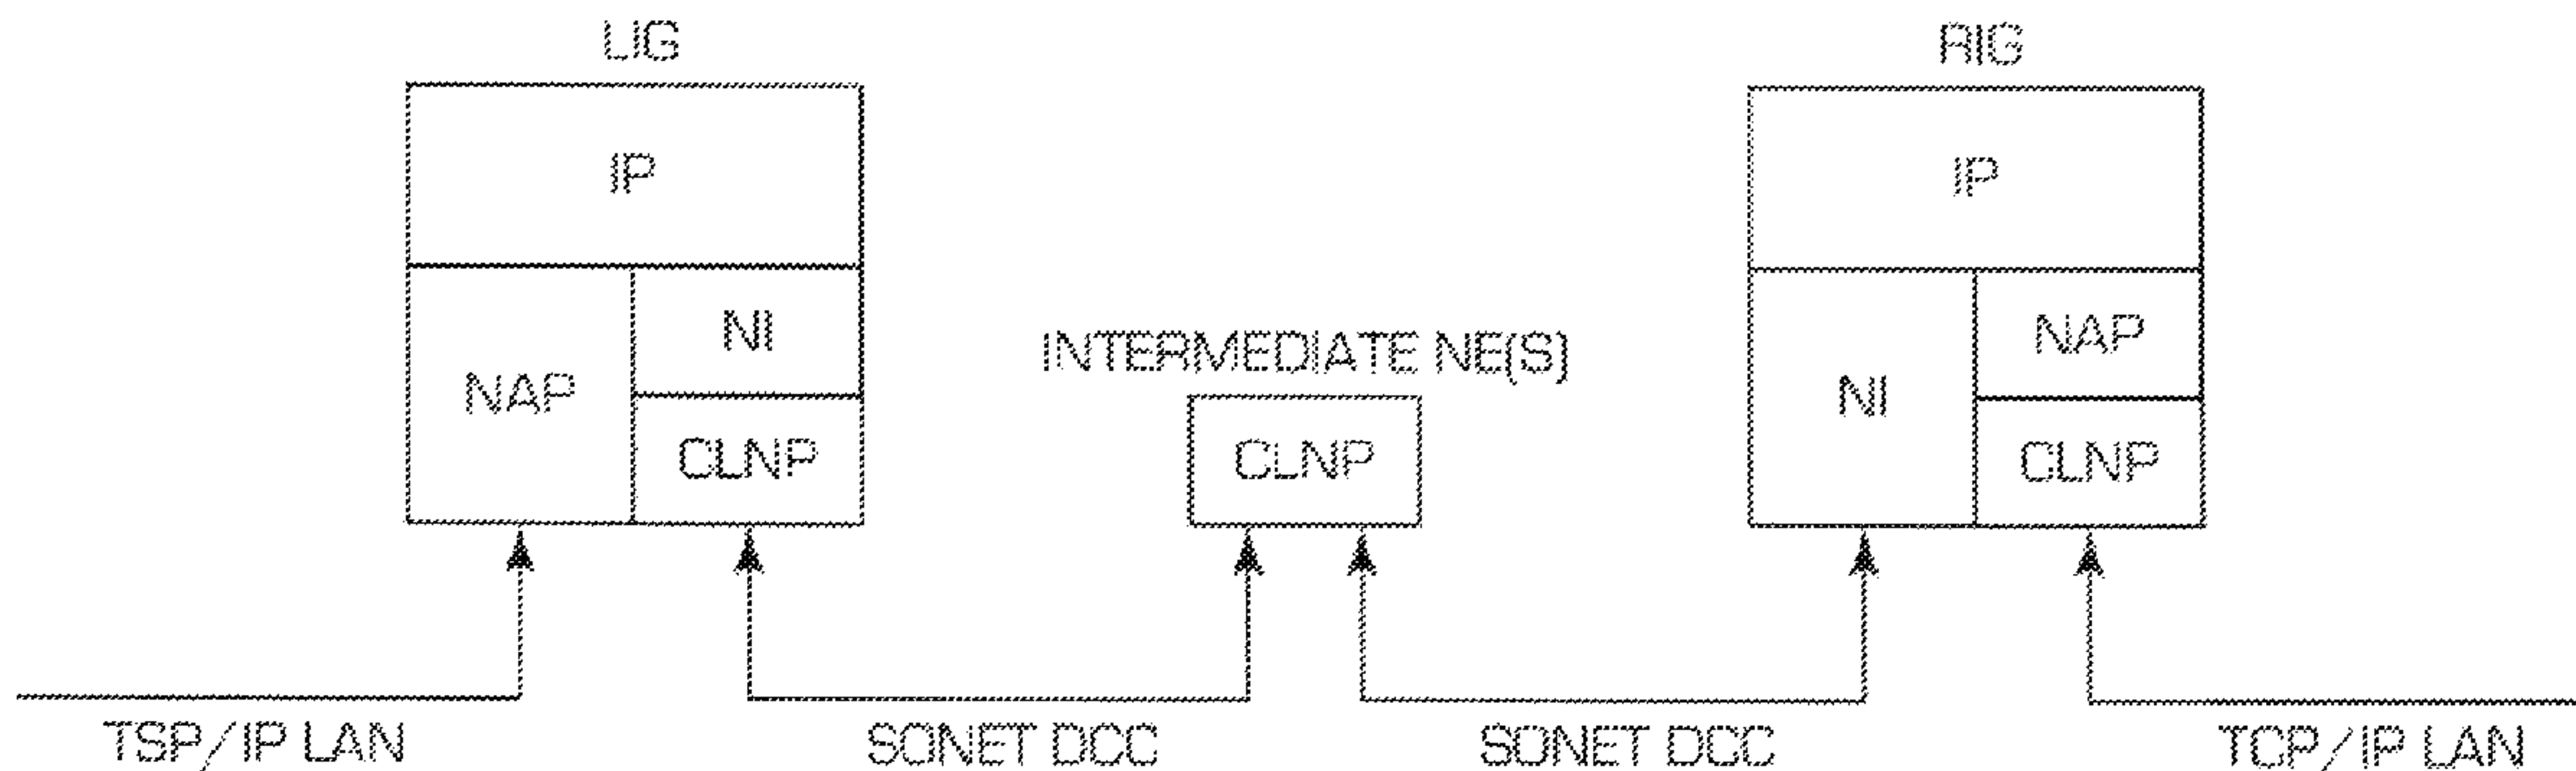 LIG
RIG
IP
IP
NI
NAP
INTERMEDIATE NE(S)
NAP
NI
CLNP
CLNP
CLNP
TSP/IP LAN
SONET DCC
SONET DCC
TCP/IP LAN